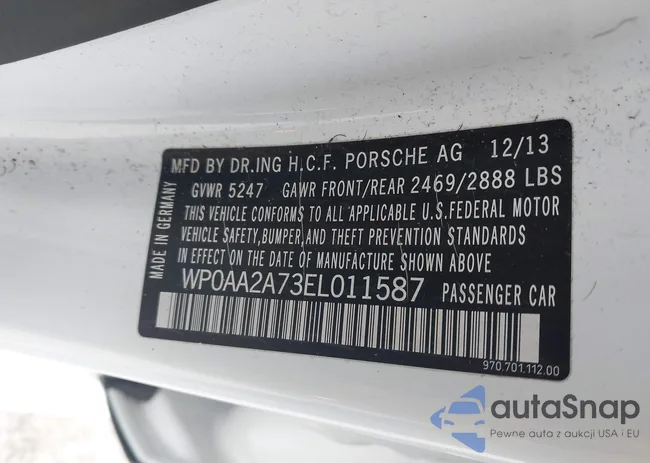 MFD BY DR.ING H.C.F. PORSCHE AG 12/13
GVWR 5247 GAWR FRONT/REAR 2469/2888 LBS
THIS VEHICLE CONFORMS TO ALL APPLICABLE U.S.FEDERAL MOTOR
VEHICLE SAFETY,BUMPER,AND THEFT PREVENTION STANDARDS
IN EFFECT ON THE DATE OF MANUFACTURE SHOWN ABOVE
WP0AA2A73EL011587 PASSENGER CAR
MADE IN GERMANY
970.701.112.00
autaSnap
Pewne auta z aukcji USA i EU